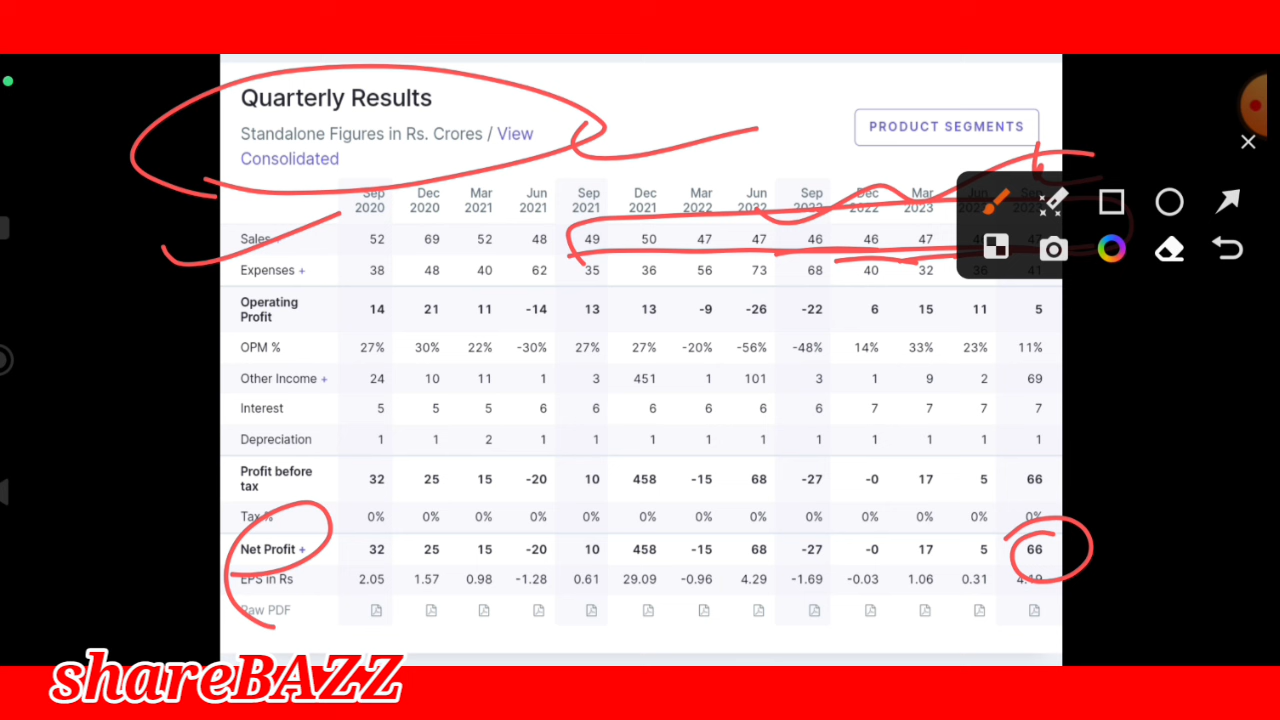 Quarterly Results
PRODUCT SEGMENTS
Standalone Figures in Rs. Crores / View
Consolidated
Sep 2020 Dec 2020 Mar 2021 Jun 2021 Sep 2021 Dec 2021 Mar 2022 Jun 2022 Sep 2022 Dec 2022 Mar 2023
Sales 52 69 52 48 49 50 47 47 46 46 47
Expenses + 38 48 40 62 35 36 56 73 68 40 32 36 41
Operating Profit 14 21 11 -14 13 13 -9 -26 -22 6 15 11 5
OPM % 27% 30% 22% -30% 27% 27% -20% -56% -48% 14% 33% 23% 11%
Other Income + 24 10 11 1 3 451 1 101 3 1 9 2 69
Interest 5 5 5 6 6 6 6 6 6 7 7 7 7
Depreciation 1 1 2 1 1 1 1 1 1 1 1 1 1
Profit before tax 32 25 15 -20 10 458 -15 68 -27 -0 17 5 66
Tax % 0% 0% 0% 0% 0% 0% 0% 0% 0% 0% 0% 0% 0%
Net Profit + 32 25 15 -20 10 458 -15 68 -27 -0 17 5 66
EPS in Rs 2.05 1.57 0.98 -1.28 0.61 29.09 -0.96 4.29 -1.69 -0.03 1.06 0.31 4.19
Raw PDF
shareBAZZ